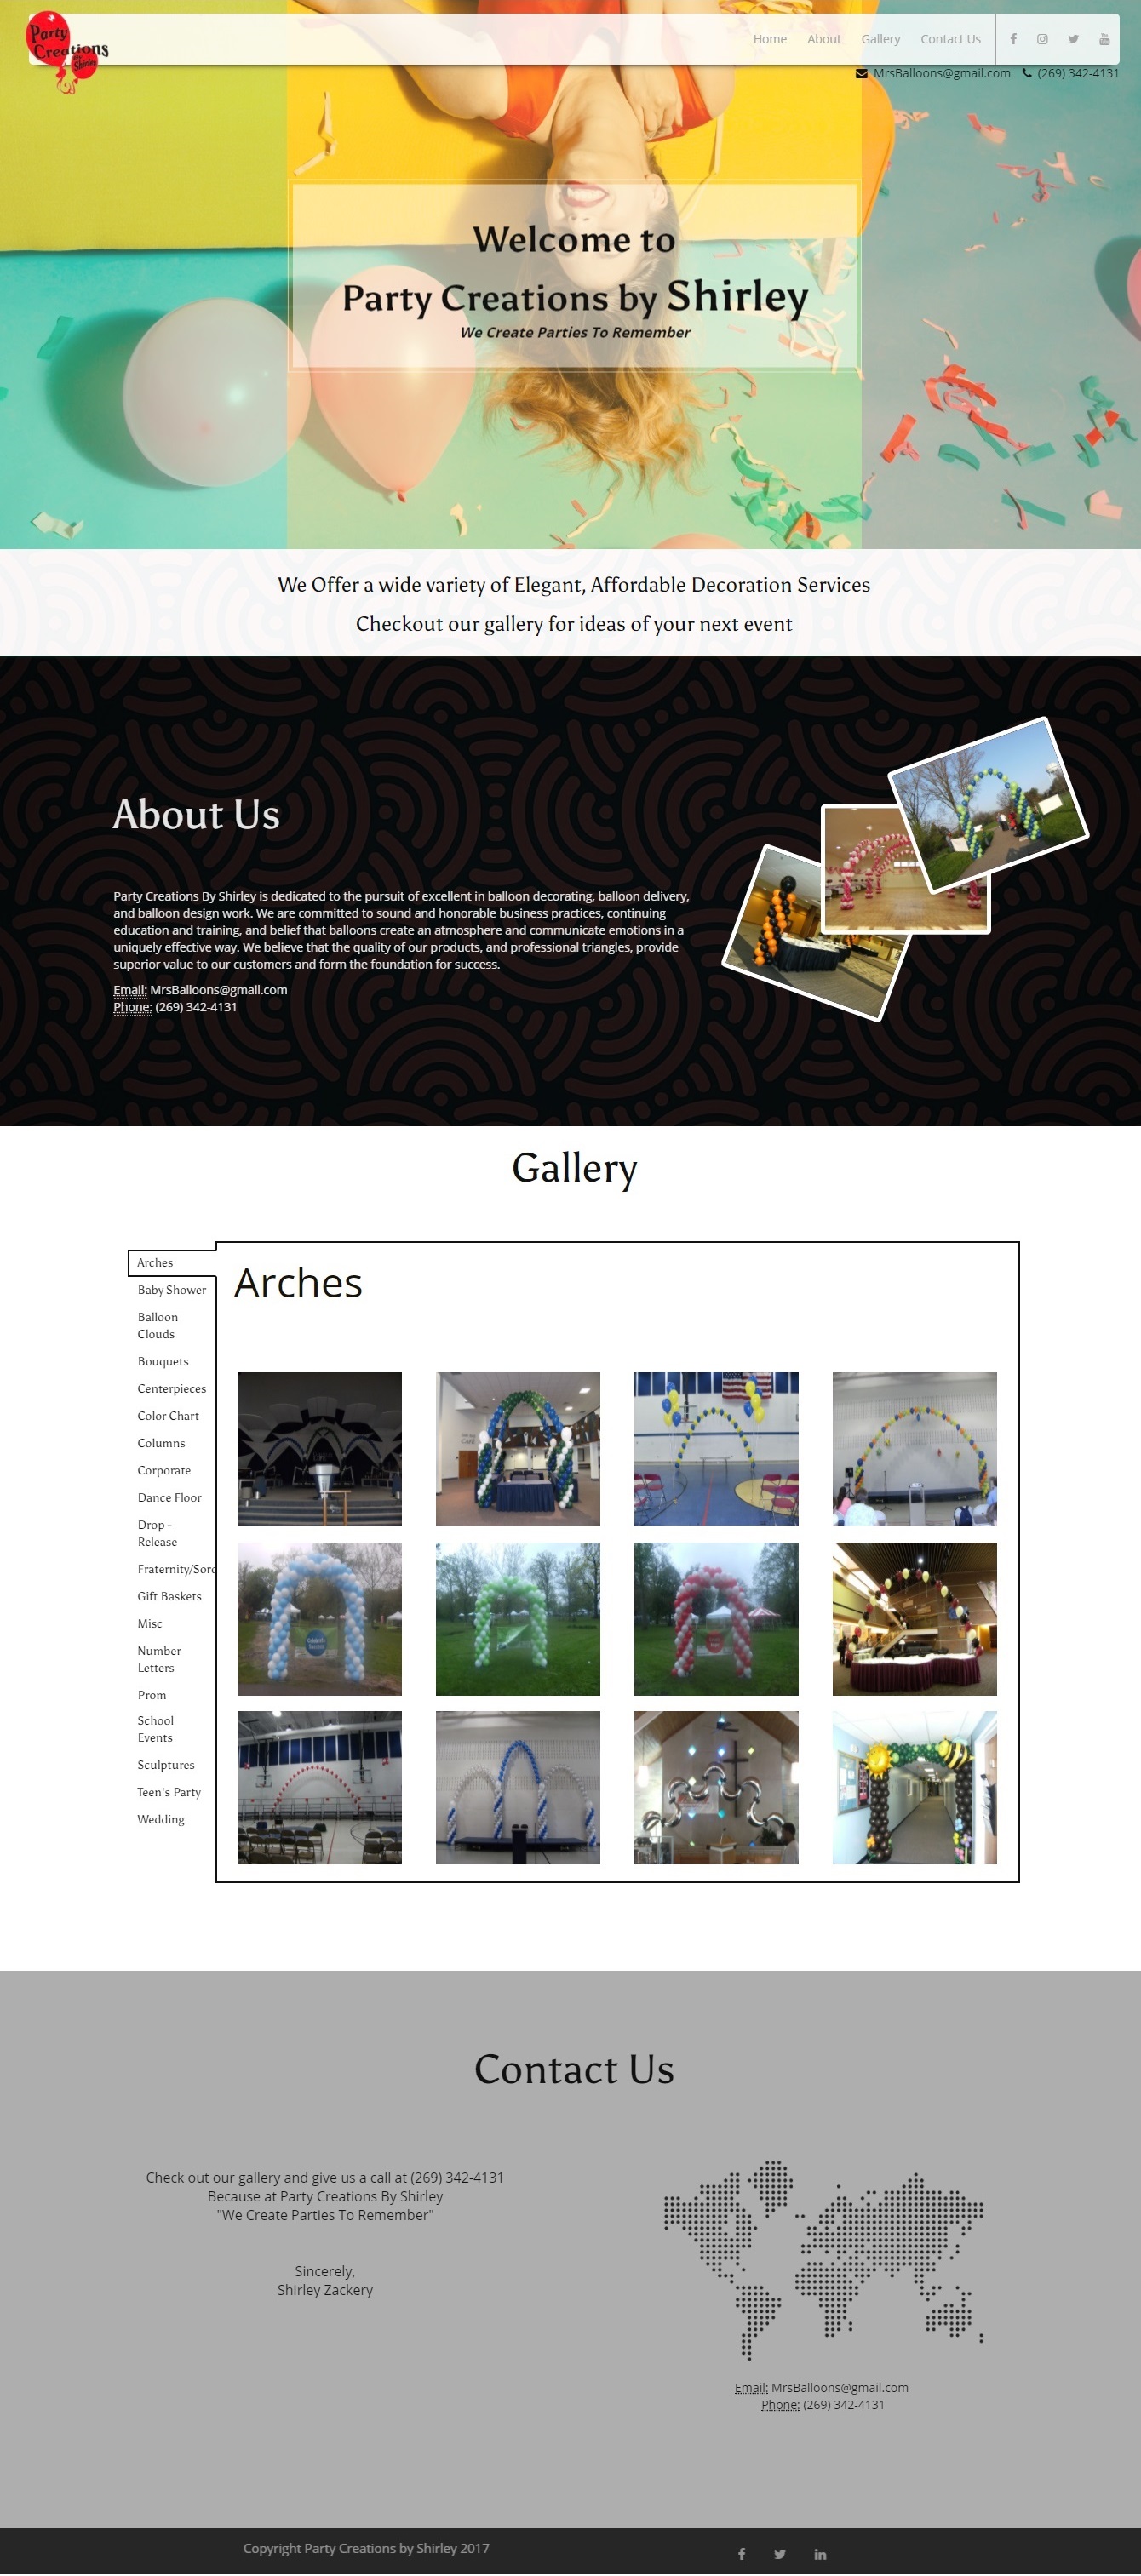 Party
Creations
by
Shirley
Home About Gallery Contact Us
MrsBalloons@gmail.com (269) 342-4131
Welcome to
Party Creations by Shirley
We Create Parties To Remember
We Offer a wide variety of Elegant, Affordable Decoration Services
Checkout our gallery for ideas of your next event
About Us
Party Creations By Shirley is dedicated to the pursuit of excellent in balloon decorating, balloon delivery,
and balloon design work. We are committed to sound and honorable business practices, continuing
education and training, and belief that balloons create an atmosphere and communicate emotions in a
uniquely effective way. We believe that the quality of our products, and professional triangles, provide
superior value to our customers and form the foundation for success.
Email: MrsBalloons@gmail.com
Phone: (269) 342-4131
Gallery
Arches
Baby Shower
Balloon
Clouds
Bouquets
Centerpieces
Color Chart
Columns
Corporate
Dance Floor
Drop -
Release
Fraternity/Soro
Gift Baskets
Misc
Number
Letters
Prom
School
Events
Sculptures
Teen's Party
Wedding
Arches
Contact Us
Check out our gallery and give us a call at (269) 342-4131
Because at Party Creations By Shirley
"We Create Parties To Remember"
Sincerely,
Shirley Zackery
Email: MrsBalloons@gmail.com
Phone: (269) 342-4131
Copyright Party Creations by Shirley 2017